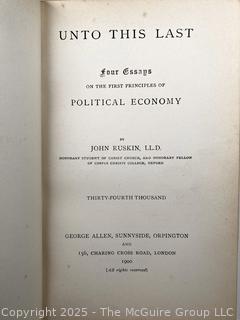 UNTO THIS LAST
Four Essays
ON THE FIRST PRINCIPLES OF
POLITICAL ECONOMY
BY
JOHN RUSKIN, LL.D.
HONORARY STUDENT OF CHRIST CHURCH, AND HONORARY FELLOW
OF CORPUS CHRISTI COLLEGE, OXFORD
THIRTY-FOURTH THOUSAND
GEORGE ALLEN, SUNNYSIDE, ORPINGTON
AND
156, CHARING CROSS ROAD, LONDON
1900
[All rights reserved]
Copyright © 2025 - The McGuire Group LLC